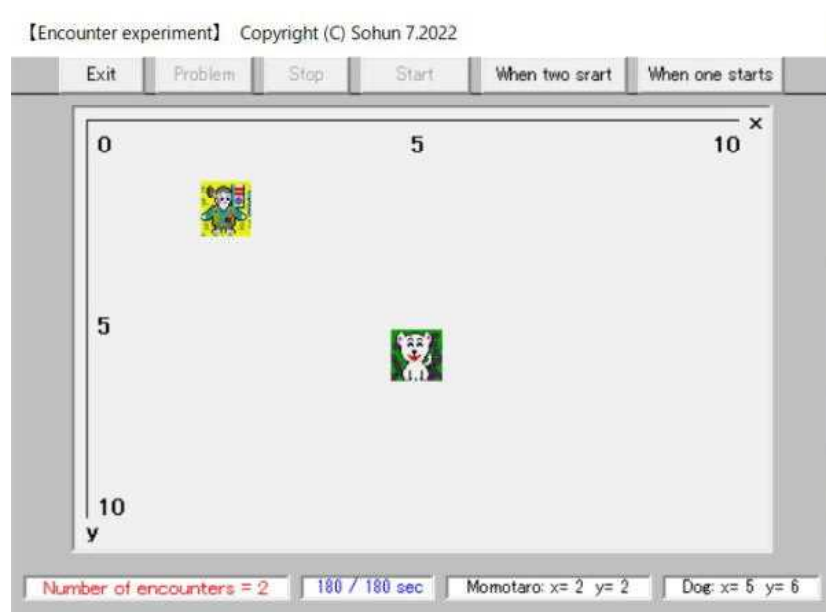 【Encounter experiment】 Copyright (C) Sohun 7.2022
Exit Problem Stop Start When two srart When one starts
x
0 5 10
5
10
y
Number of encounters = 2 180 / 180 sec Momotaro: x= 2 y= 2 Dog: x= 5 y= 6